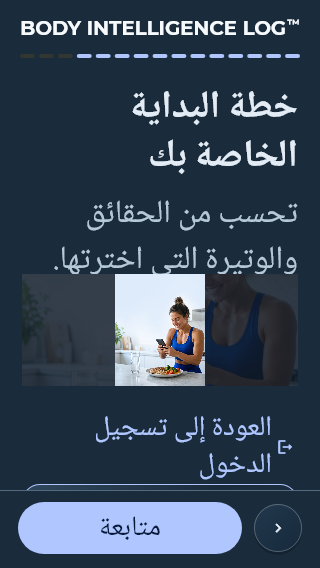 BODY INTELLIGENCE LOG™
خطة البداية
الخاصة بك
تحسب من الحقائق
والوتيرة التي اخترتها.
العودة إلى تسجيل
الدخول
متابعة